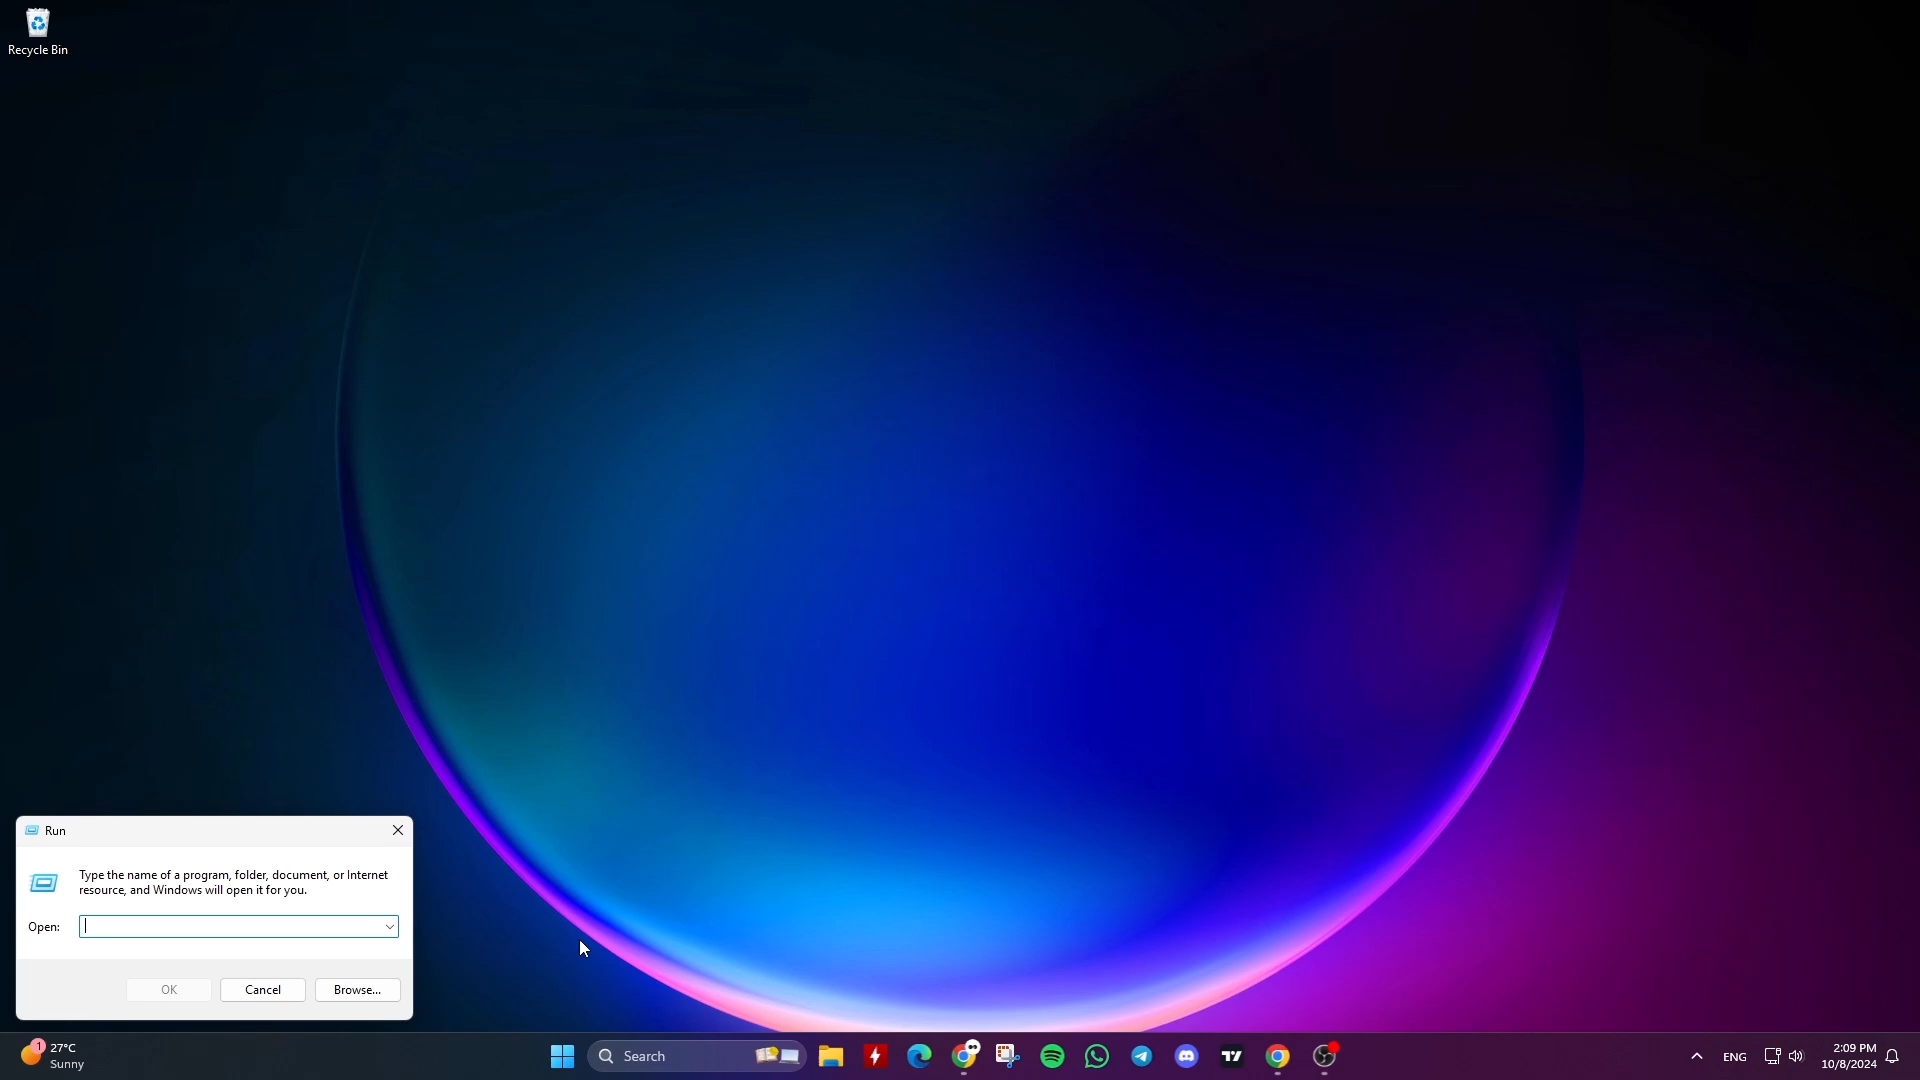 Recycle Bin
Run
Type the name of a program, folder, document, or Internet
resource, and Windows will open it for you.
Open:
OK
Cancel
Browse...
1
27°C
Sunny
Search
ENG
2:09 PM
10/8/2024